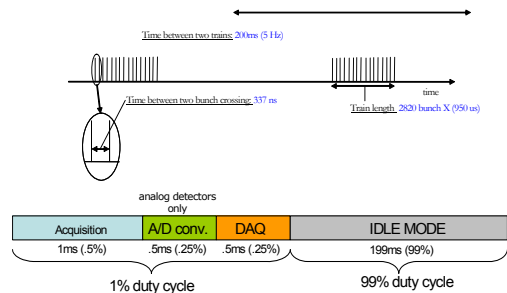 Time between two trains: 200ms (5 Hz)
time
Time between two bunch crossing: 337 ns
Train length 2820 bunch X (950 us)
analog detectors
only
Acquisition
A/D conv.
DAQ
IDLE MODE
1ms (.5%)
.5ms (.25%)
.5ms (.25%)
199ms (99%)
1% duty cycle
99% duty cycle